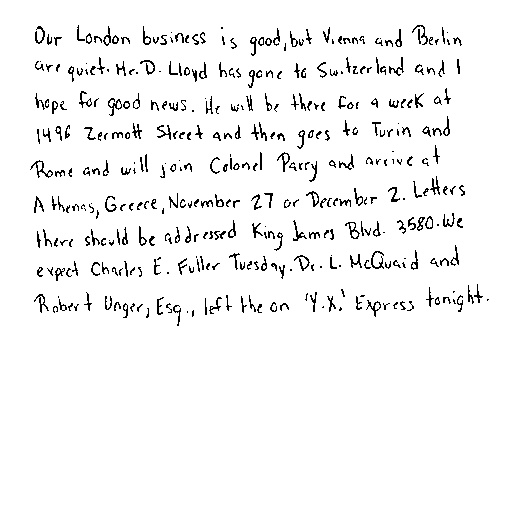 Our London business is good, but Vienna and Berlin
are quiet. Mr. D. Lloyd has gone to Switzerland and I
hope for good news. He will be there for a week at
1496 Zermott Street and then goes to Turin and
Rome and will join Colonel Parry and arrive at
Athenas, Greece, November 27 or December 2. Letters
there should be addressed King James Blvd. 3580. We
expect Charles E. Fuller Tuesday. Dr. L. McQuaid and
Robert Unger, Esq., left the on 'Y.X.' Express tonight.